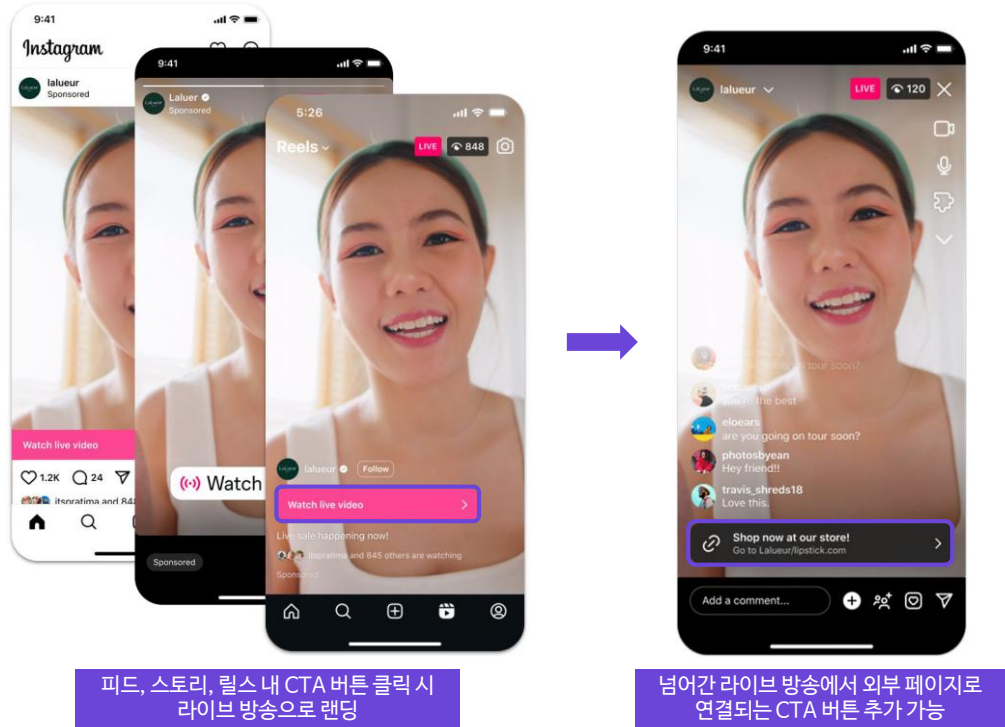 9:41
Instagram
lalueur
Sponsored
Watch live video
1.2K
24
itspratima and 84
9:41
Laluer
Sponsored
Watch
Sponsored
5:26
Reels
LIVE
848
lalueur
Follow
Watch live video
Live sale happening now!
itspratima and 845 others are watching
Sponsored
피드, 스토리, 릴스 내 CTA 버튼 클릭 시
라이브 방송으로 랜딩
9:41
lalueur
LIVE
120
on tour soon?
you're the best
eloears
are you going on tour soon?
photosbyean
Hey friend!!
travis_shreds18
Love this.
Shop now at our store!
Go to Lalueur/lipstick.com
Add a comment...
넘어간 라이브 방송에서 외부 페이지로
연결되는 CTA 버튼 추가 가능